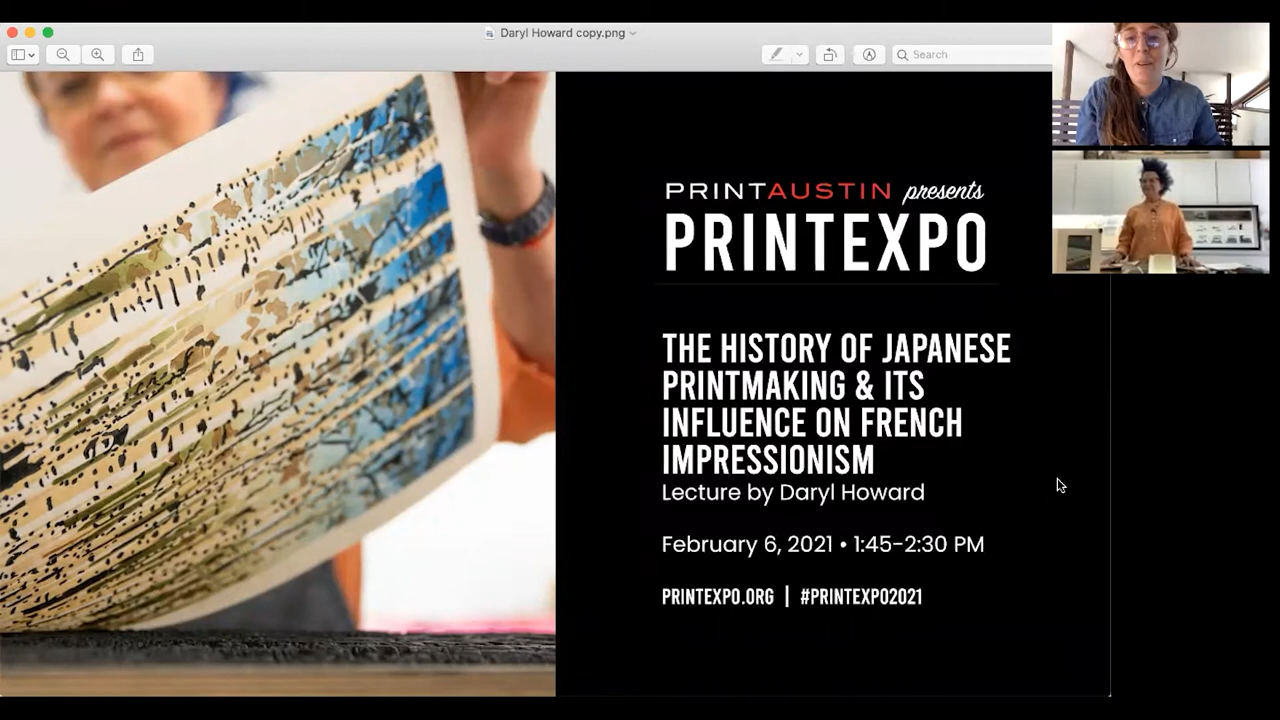 Daryl Howard copy.png
Search
PRINTAUSTIN presents
PRINTEXPO
THE HISTORY OF JAPANESE
PRINTMAKING & ITS
INFLUENCE ON FRENCH
IMPRESSIONISM
Lecture by Daryl Howard
February 6, 2021 • 1:45-2:30 PM
PRINTEXPO.ORG | #PRINTEXPO2021